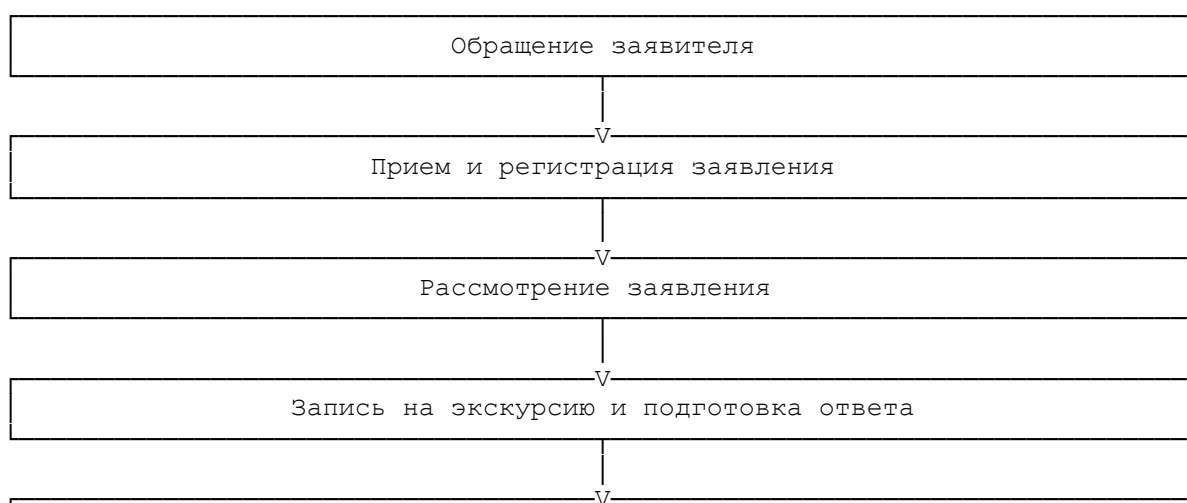 Обращение заявителя
V
Прием и регистрация заявления
V
Рассмотрение заявления
V
Запись на экскурсию и подготовка ответа
V